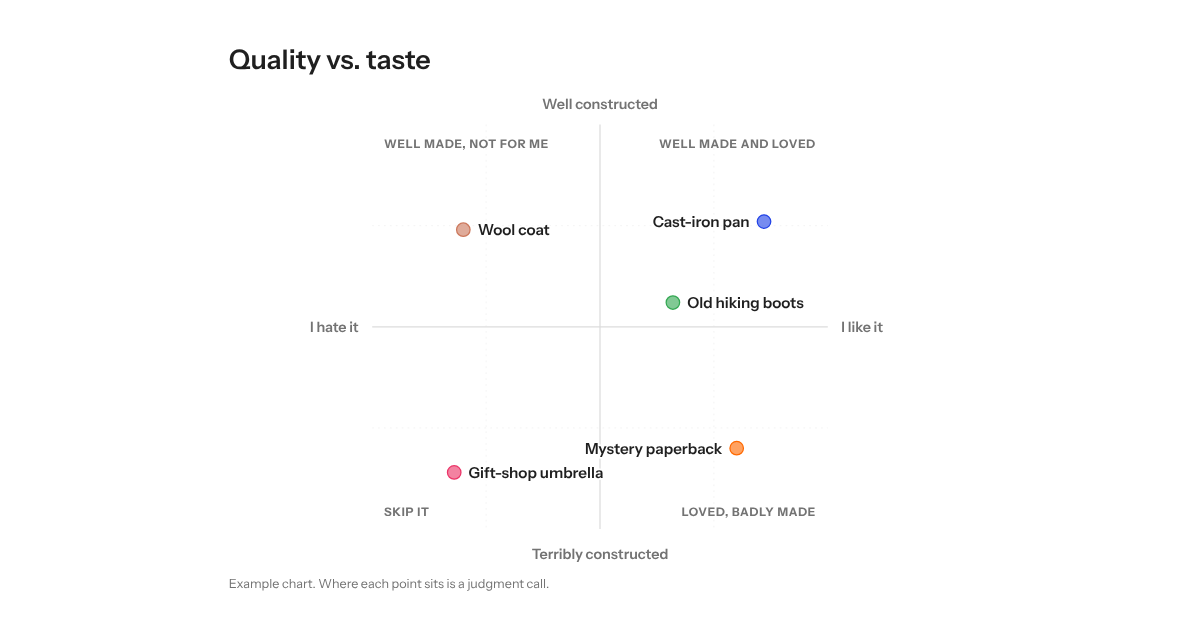 Quality vs. taste
Well constructed
WELL MADE, NOT FOR ME
WELL MADE AND LOVED
Cast-iron pan
Wool coat
Old hiking boots
I hate it
I like it
Mystery paperback
Gift-shop umbrella
SKIP IT
LOVED, BADLY MADE
Terribly constructed
Example chart. Where each point sits is a judgment call.